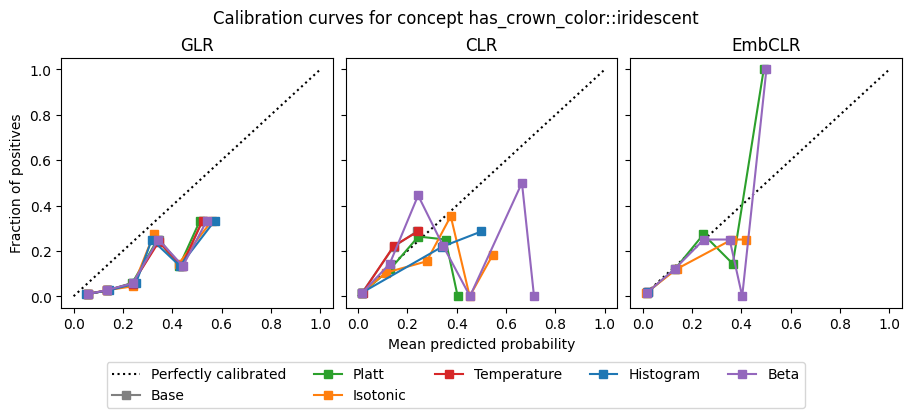 Calibration curves for concept has_crown_color::iridescent
GLR
CLR
EmbCLR
1.0
0.8
0.6
0.4
0.2
0.0
Fraction of positives
0.0 0.2 0.4 0.6 0.8 1.0
0.0 0.2 0.4 0.6 0.8 1.0
0.0 0.2 0.4 0.6 0.8 1.0
Mean predicted probability
Perfectly calibrated Platt Temperature Histogram Beta
Base Isotonic